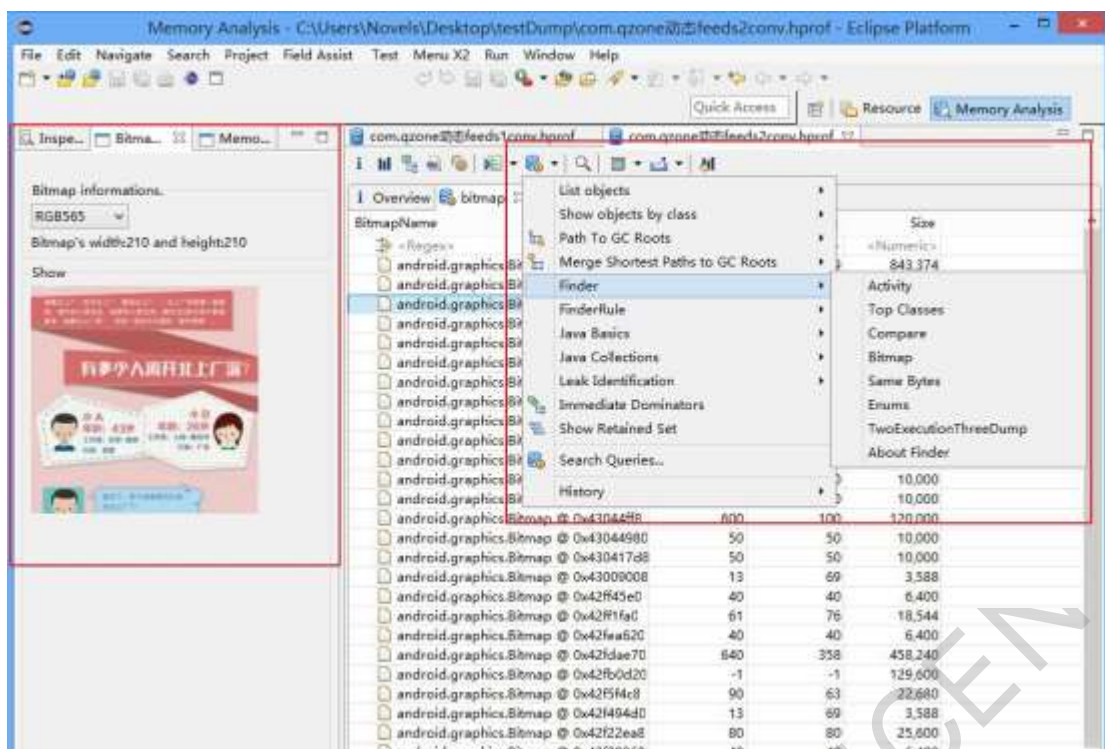 Memory Analysis - C:\Users\Novels\Desktop\testDump\com.qzone动态feeds2conv.hprof - Eclipse Platform
File Edit Navigate Search Project Field Assist Test Menu X2 Run Window Help
Quick Access Resource Memory Analysis
Inspe... Bitma... Memo... com.qzone动态feeds1conv.hprof com.qzone动态feeds2conv.hprof
i Overview bitmap
Bitmap informations.
RGB565
Bitmap's width:210 and height:210
Show
有多少人离开北上广深?
BitmapName Size
<Regex> <Numeric>
843,374
List objects
Show objects by class
Path To GC Roots
Merge Shortest Paths to GC Roots
Finder
FinderRule
Java Basics
Java Collections
Leak Identification
Immediate Dominators
Show Retained Set
Search Queries...
History
Activity
Top Classes
Compare
Bitmap
Same Bytes
Enums
TwoExecutionThreeDump
About Finder
10,000
10,000
android.graphics.Bitmap @ 0x43044ff8 600 100 120,000
android.graphics.Bitmap @ 0x43044980 50 50 10,000
android.graphics.Bitmap @ 0x430417d8 50 50 10,000
android.graphics.Bitmap @ 0x43009008 13 69 3,588
android.graphics.Bitmap @ 0x42ff45e0 40 40 6,400
android.graphics.Bitmap @ 0x42ff1fa0 61 76 18,544
android.graphics.Bitmap @ 0x42fea620 40 40 6,400
android.graphics.Bitmap @ 0x42fdae70 640 358 458,240
android.graphics.Bitmap @ 0x42fb0d20 -1 -1 129,600
android.graphics.Bitmap @ 0x42f5f4c8 90 63 22,680
android.graphics.Bitmap @ 0x42f494d0 13 69 3,588
android.graphics.Bitmap @ 0x42f22ea8 80 80 25,600
CEN